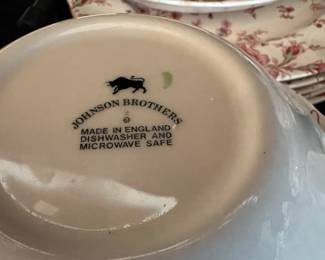 JOHNSON BROTHERS
MADE IN ENGLAND
DISHWASHER AND
MICROWAVE SAFE